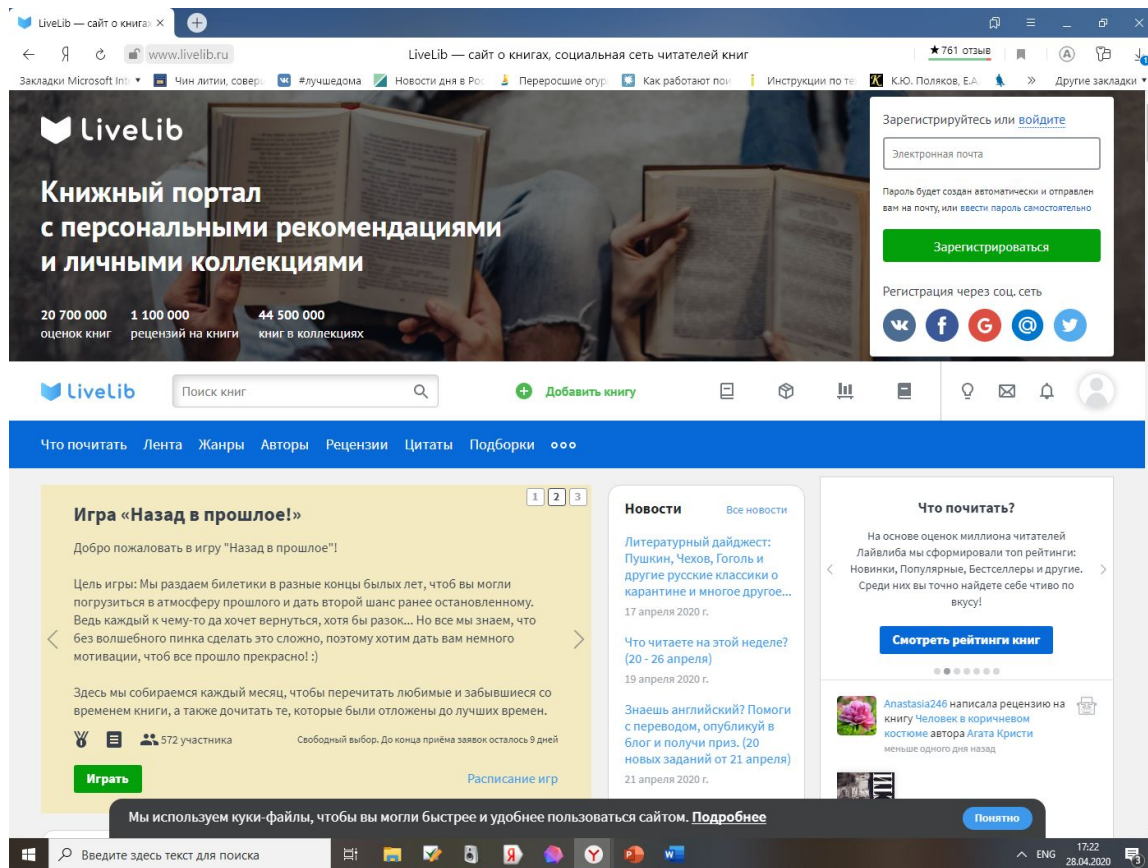 LiveLib — сайт о книгах
www.livelib.ru
LiveLib — сайт о книгах, социальная сеть читателей книг
★761 отзыв
Закладки Microsoft Int
Чин литии, совер
#лучшедома
Новости дня в Рос
Переросшие огур
Как работают пои
Инструкции по те
К.Ю. Поляков, Е.А.
»
Другие закладки
LiveLib
Книжный портал
с персональными рекомендациями
и личными коллекциями
20 700 000 1 100 000 44 500 000
оценок книг рецензий на книги книг в коллекциях
Зарегистрируйтесь или войдите
Электронная почта
Пароль будет создан автоматически и отправлен
вам на почту, или ввести пароль самостоятельно
Зарегистрироваться
Регистрация через соц. сеть
LiveLib
Поиск книг
Добавить книгу
Что почитать Лента Жанры Авторы Рецензии Цитаты Подборки
1 2 3
Игра «Назад в прошлое!»
Добро пожаловать в игру "Назад в прошлое"!
Цель игры: Мы раздаем билетики в разные концы былых лет, чтоб вы могли
погрузиться в атмосферу прошлого и дать второй шанс ранее остановленному.
Ведь каждый к чему-то да хочет вернуться, хотя бы разок... Но все мы знаем, что
без волшебного пинка сделать это сложно, поэтому хотим дать вам немного
мотивации, чтоб все прошло прекрасно! :)
Здесь мы собираемся каждый месяц, чтобы перечитать любимые и забывшиеся со
временем книги, а также дочитать те, которые были отложены до лучших времен.
572 участника
Свободный выбор. До конца приёма заявок осталось 9 дней
Играть
Расписание игр
Новости Все новости
Литературный дайджест:
Пушкин, Чехов, Гоголь и
другие русские классики о
карантине и многое другое...
17 апреля 2020 г.
Что читаете на этой неделе?
(20 - 26 апреля)
19 апреля 2020 г.
Знаешь английский? Помоги
с переводом, опубликуй в
блог и получи приз. (20
новых заданий от 21 апреля)
21 апреля 2020 г.
Что почитать?
На основе оценок миллиона читателей
Лайвлиба мы сформировали топ рейтинги:
Новинки, Популярные, Бестселлеры и другие.
Среди них вы точно найдете себе чтиво по
вкусу!
Смотреть рейтинги книг
Anastasia246 написала рецензию на
книгу Человек в коричневом
костюме автора Агата Кристи
меньше одного дня назад
Мы используем куки-файлы, чтобы вы могли быстрее и удобнее пользоваться сайтом. Подробнее
Понятно
Введите здесь текст для поиска
ENG
17:22
28.04.2020